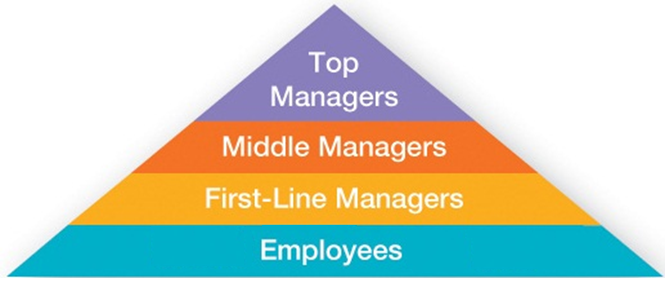 Top
Managers
Middle Managers
First-Line Managers
Employees